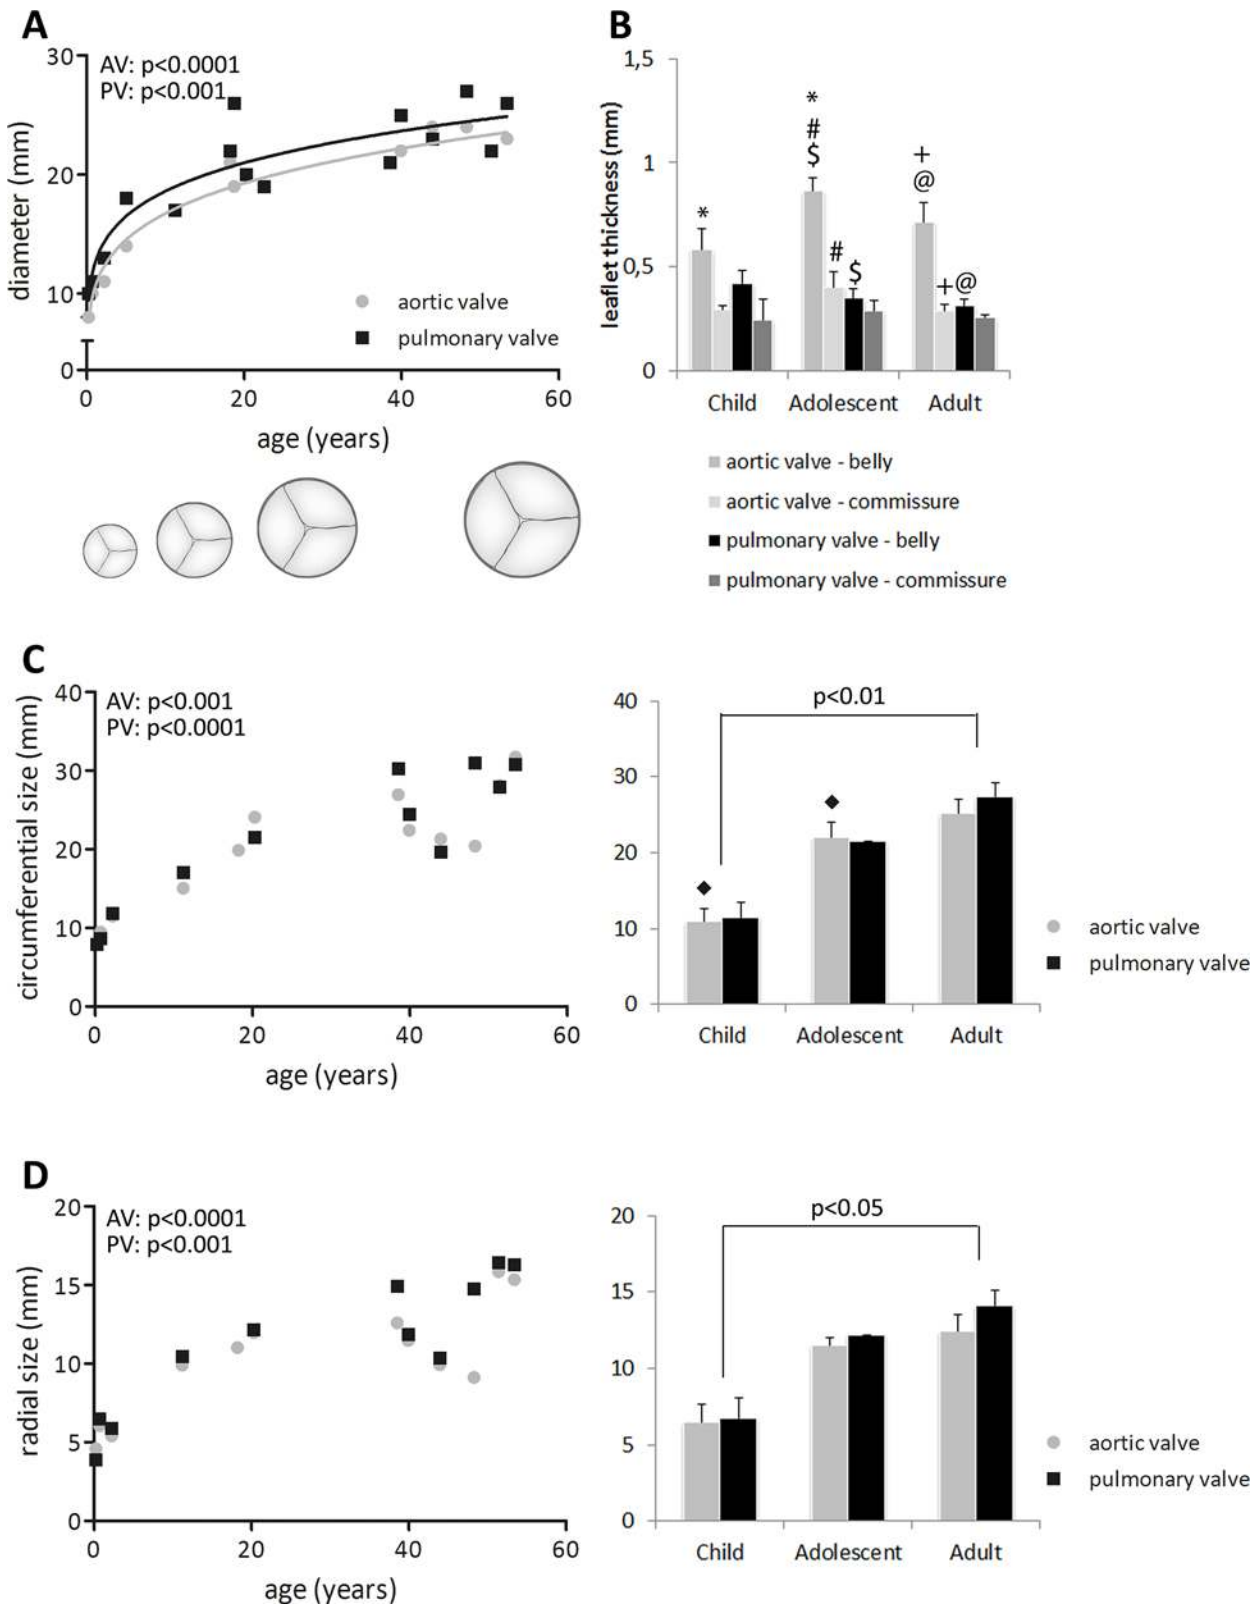 A
AV: p<0.0001
PV: p<0.001
diameter (mm)
30
20
10
0
0 20 40 60
age (years)
aortic valve
pulmonary valve
B
leaflet thickness (mm)
1,5
1
0,5
0
*
*
#
$
#
$
+
@
+
@
Child Adolescent Adult
aortic valve - belly
aortic valve - commissure
pulmonary valve - belly
pulmonary valve - commissure
C
AV: p<0.001
PV: p<0.0001
circumferential size (mm)
40
30
20
10
0
0 20 40 60
age (years)
p<0.01
40
30
20
10
0
Child Adolescent Adult
aortic valve
pulmonary valve
D
AV: p<0.0001
PV: p<0.001
radial size (mm)
20
15
10
5
0
0 20 40 60
age (years)
p<0.05
20
15
10
5
0
Child Adolescent Adult
aortic valve
pulmonary valve